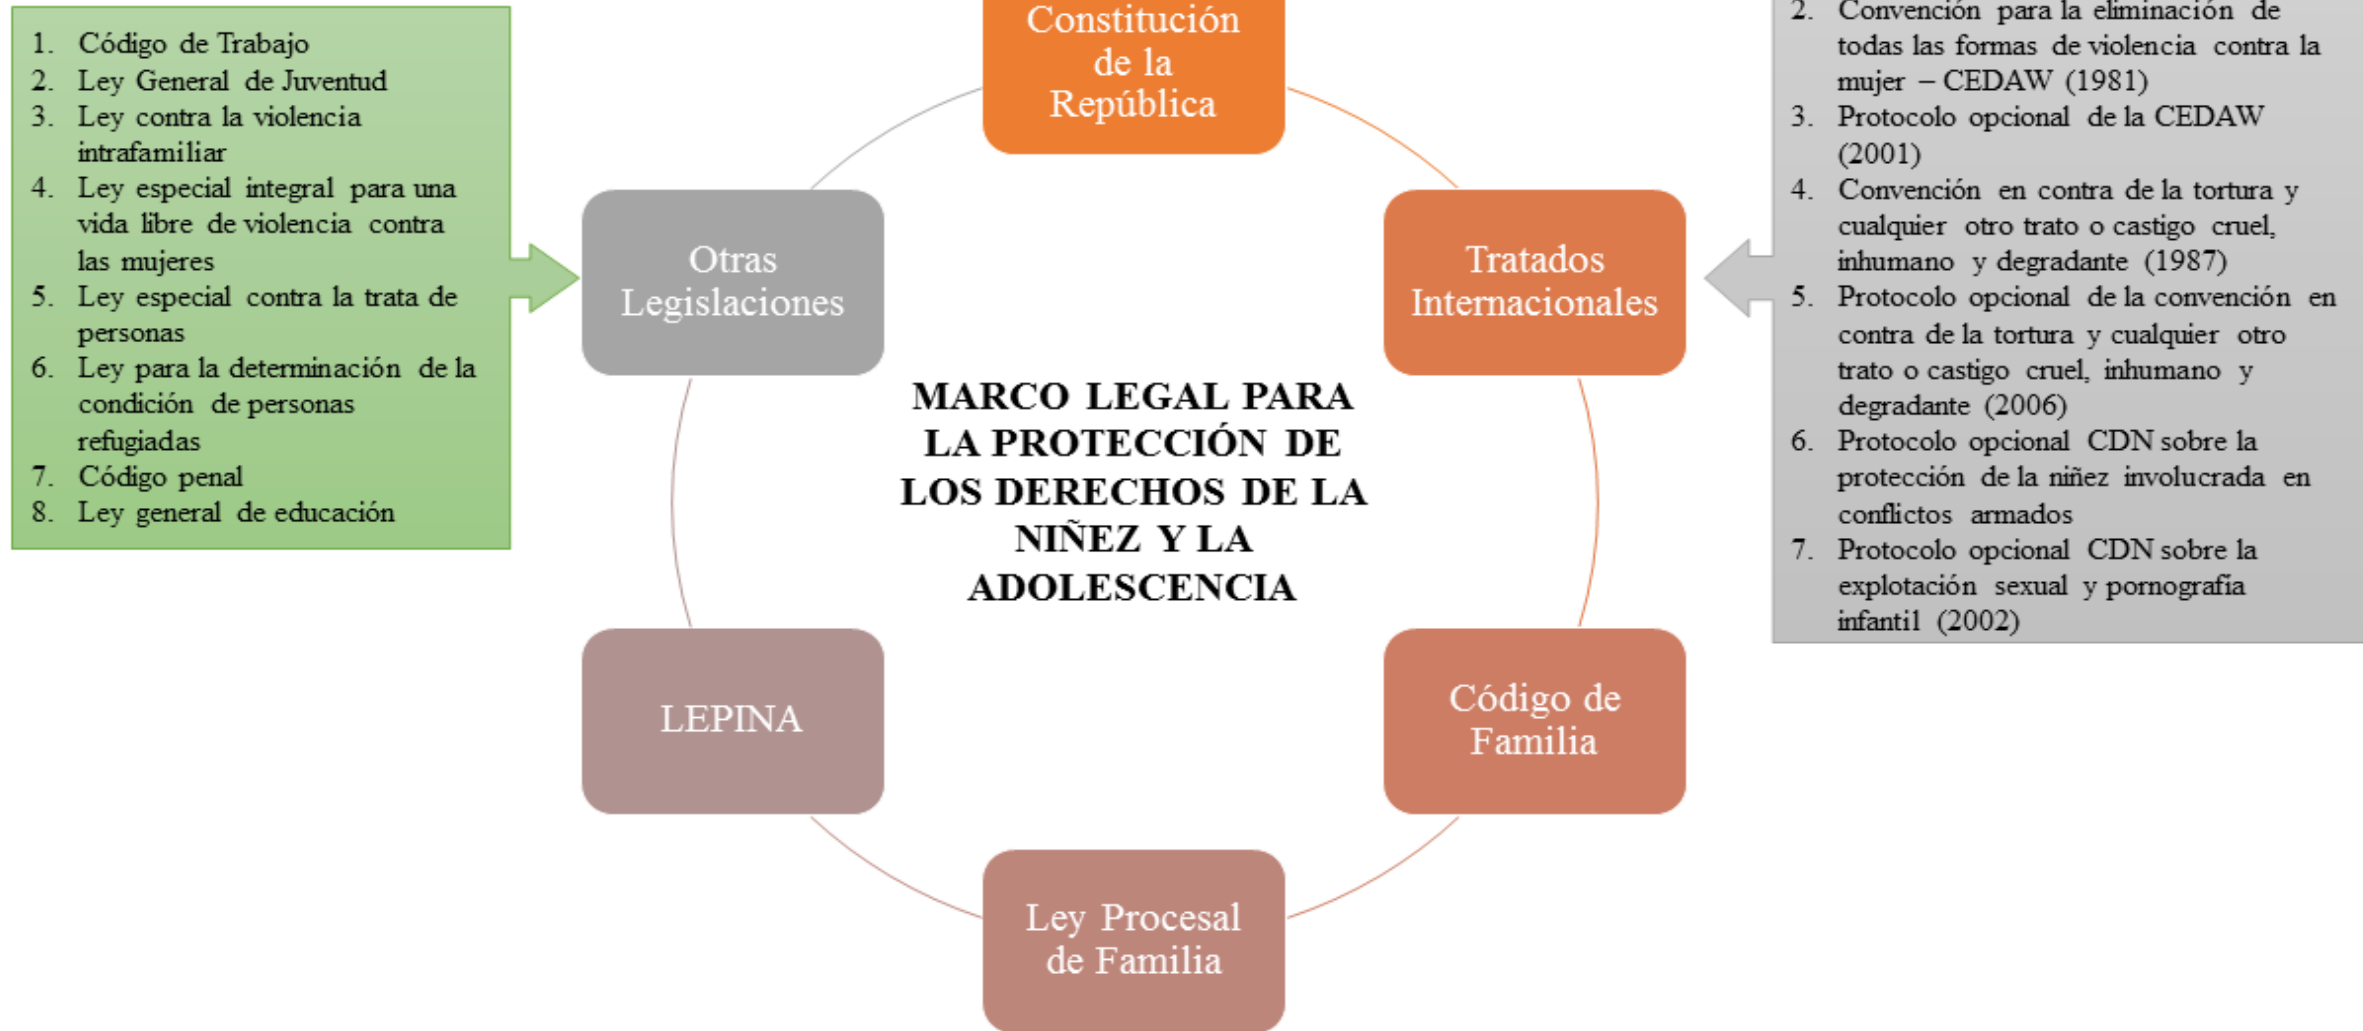 1. Código de Trabajo
2. Ley General de Juventud
3. Ley contra la violencia
intrafamiliar
4. Ley especial integral para una
vida libre de violencia contra
las mujeres
5. Ley especial contra la trata de
personas
6. Ley para la determinación de la
condición de personas
refugiadas
7. Código penal
8. Ley general de educación
Constitución
de la
República
Otras
Legislaciones
Tratados
Internacionales
2. Convención para la eliminación de
todas las formas de violencia contra la
mujer – CEDAW (1981)
3. Protocolo opcional de la CEDAW
(2001)
4. Convención en contra de la tortura y
cualquier otro trato o castigo cruel,
inhumano y degradante (1987)
5. Protocolo opcional de la convención en
contra de la tortura y cualquier otro
trato o castigo cruel, inhumano y
degradante (2006)
6. Protocolo opcional CDN sobre la
protección de la niñez involucrada en
conflictos armados
7. Protocolo opcional CDN sobre la
explotación sexual y pornografía
infantil (2002)
MARCO LEGAL PARA
LA PROTECCIÓN DE
LOS DERECHOS DE LA
NIÑEZ Y LA
ADOLESCENCIA
LEPINA
Código de
Familia
Ley Procesal
de Familia